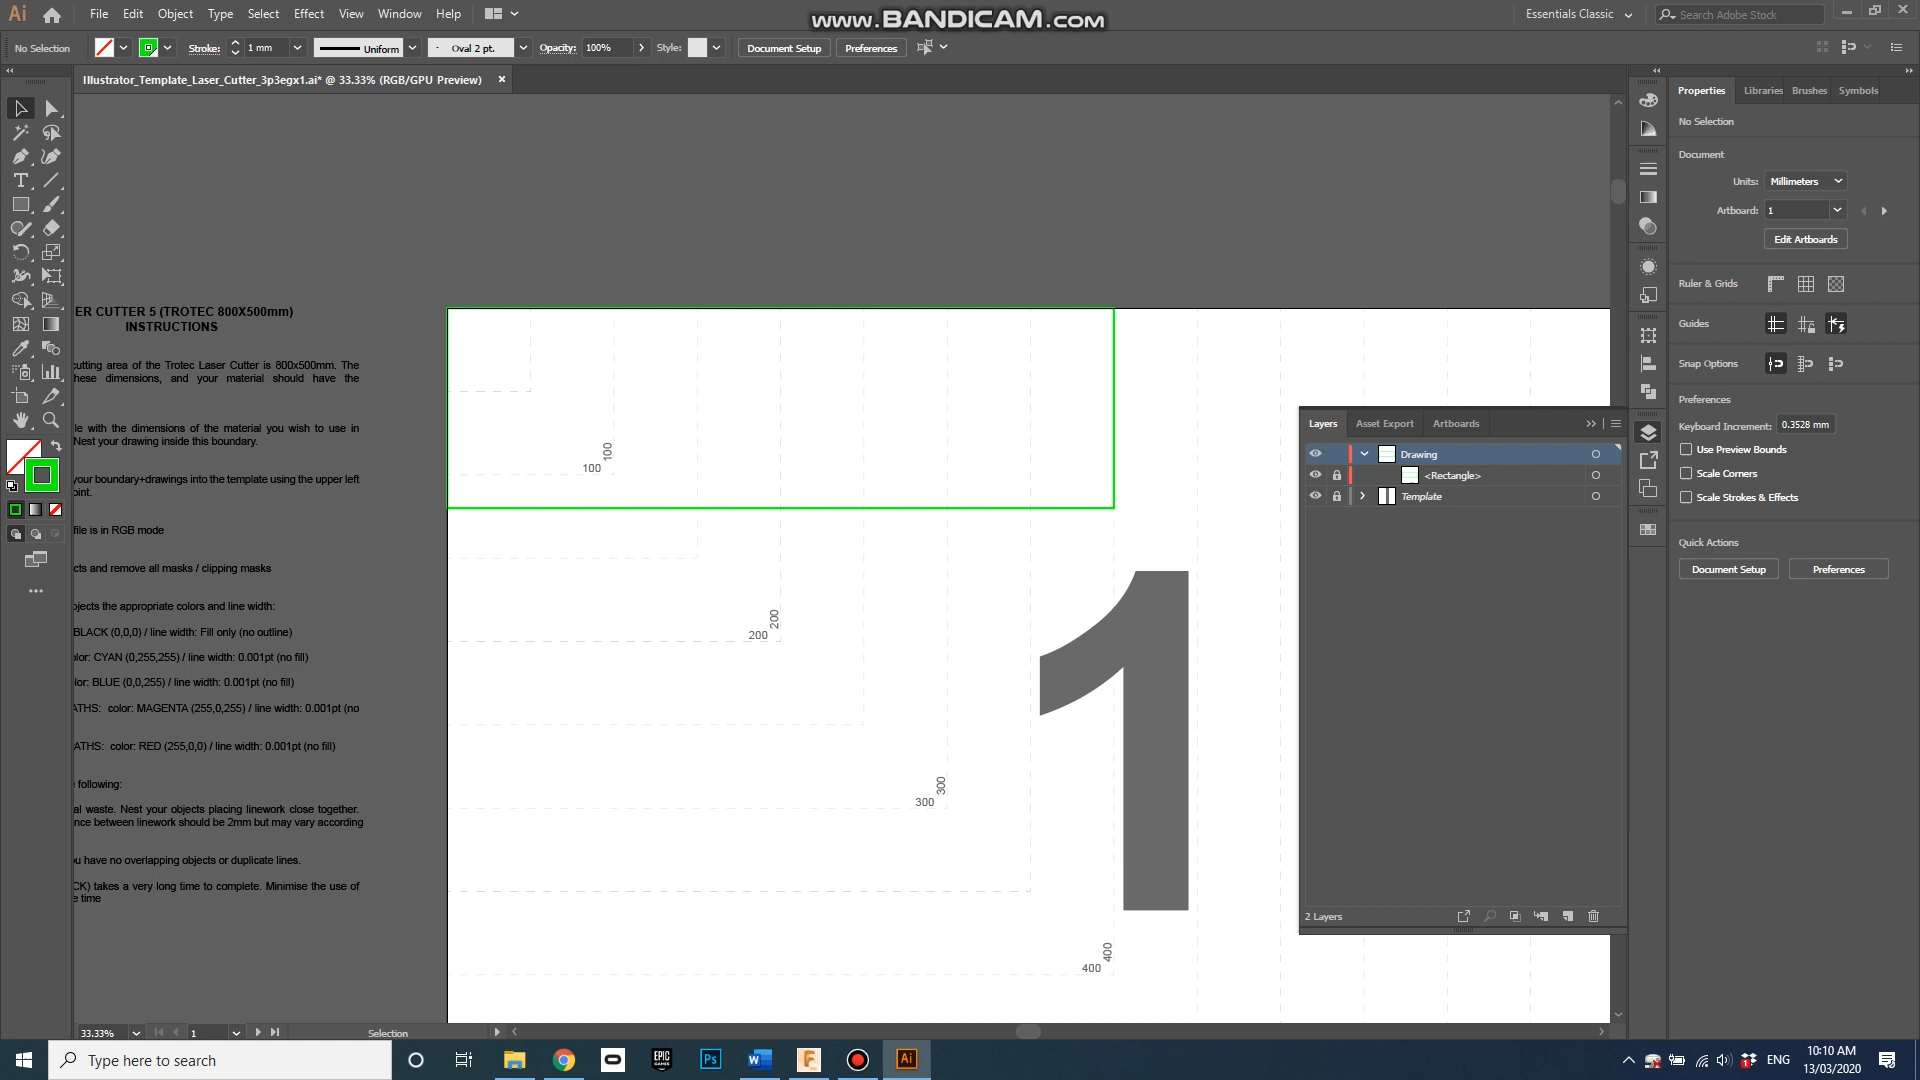 Ai
File Edit Object Type Select Effect View Window Help
www.BANDICAM.com
Essentials Classic
Search Adobe Stock
No Selection
Stroke: 1 mm
Uniform
Oval 2 pt.
Opacity: 100%
Style:
Document Setup
Preferences
Illustrator_Template_Laser_Cutter_3p3egx1.ai* @ 33.33% (RGB/GPU Preview)
ER CUTTER 5 (TROTEC 800X500mm)
INSTRUCTIONS
cutting area of the Trotec Laser Cutter is 800x500mm. The
hese dimensions, and your material should have the
le with the dimensions of the material you wish to use in
Nest your drawing inside this boundary.
your boundary+drawings into the template using the upper left
oint.
file is in RGB mode
cts and remove all masks / clipping masks
bjects the appropriate colors and line width:
BLACK (0,0,0) / line width: Fill only (no outline)
lor: CYAN (0,255,255) / line width: 0.001pt (no fill)
lor: BLUE (0,0,255) / line width: 0.001pt (no fill)
ATHS: color: MAGENTA (255,0,255) / line width: 0.001pt (no
ATHS: color: RED (255,0,0) / line width: 0.001pt (no fill)
e following:
al waste. Nest your objects placing linework close together.
nce between linework should be 2mm but may vary according
u have no overlapping objects or duplicate lines.
CK) takes a very long time to complete. Minimise the use of
e time
100 100
200 200
300 300
400 400
1
Layers Asset Export Artboards
Drawing
<Rectangle>
Template
2 Layers
Properties Libraries Brushes Symbols
No Selection
Document
Units: Millimeters
Artboard: 1
Edit Artboards
Ruler & Grids
Guides
Snap Options
Preferences
Keyboard Increment: 0.3528 mm
Use Preview Bounds
Scale Corners
Scale Strokes & Effects
Quick Actions
Document Setup
Preferences
33.33%
1
Selection
Type here to search
EPIC GAMES
Ps
W
F
Ai
ENG
10:10 AM
13/03/2020